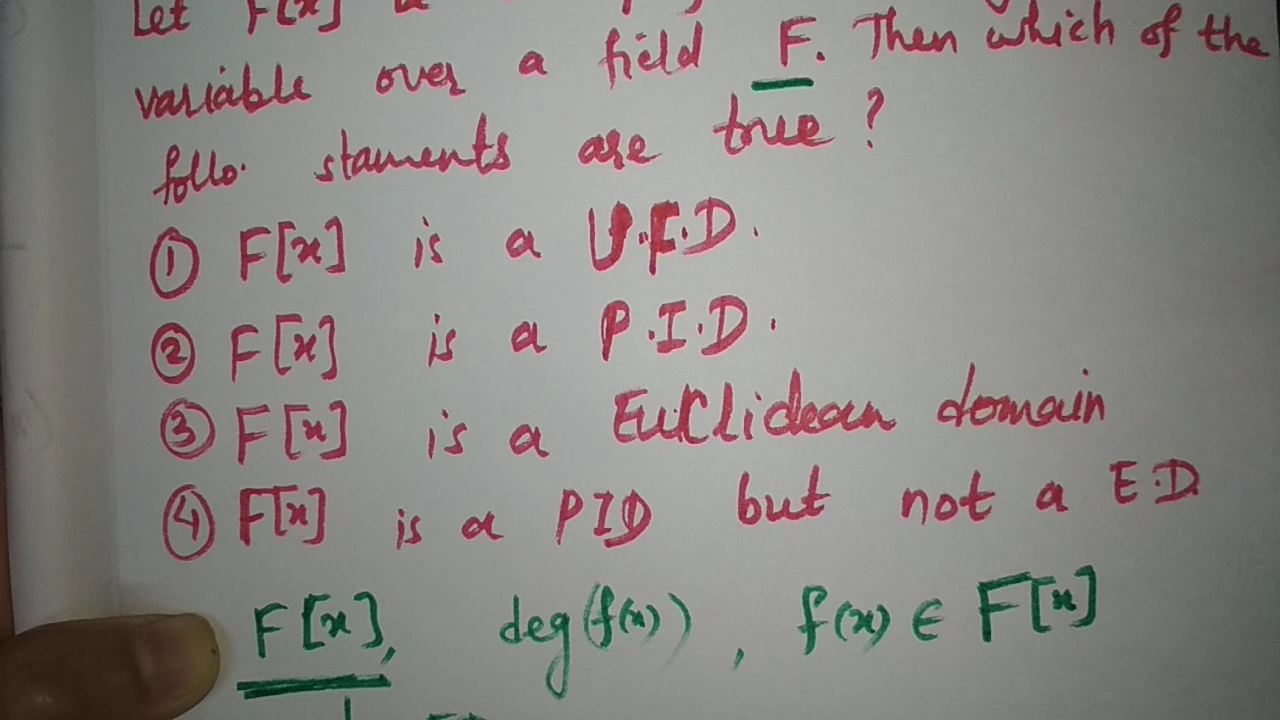 Let F[x]
variable over a field F. Then which of the
follo. staments are true?
① F[x] is a U.F.D.
② F[x] is a P.I.D.
③ F[x] is a Euclidean domain
④ F[x] is a PID but not a E.D
F[x], deg(f(x)), f(x) ∈ F[x]